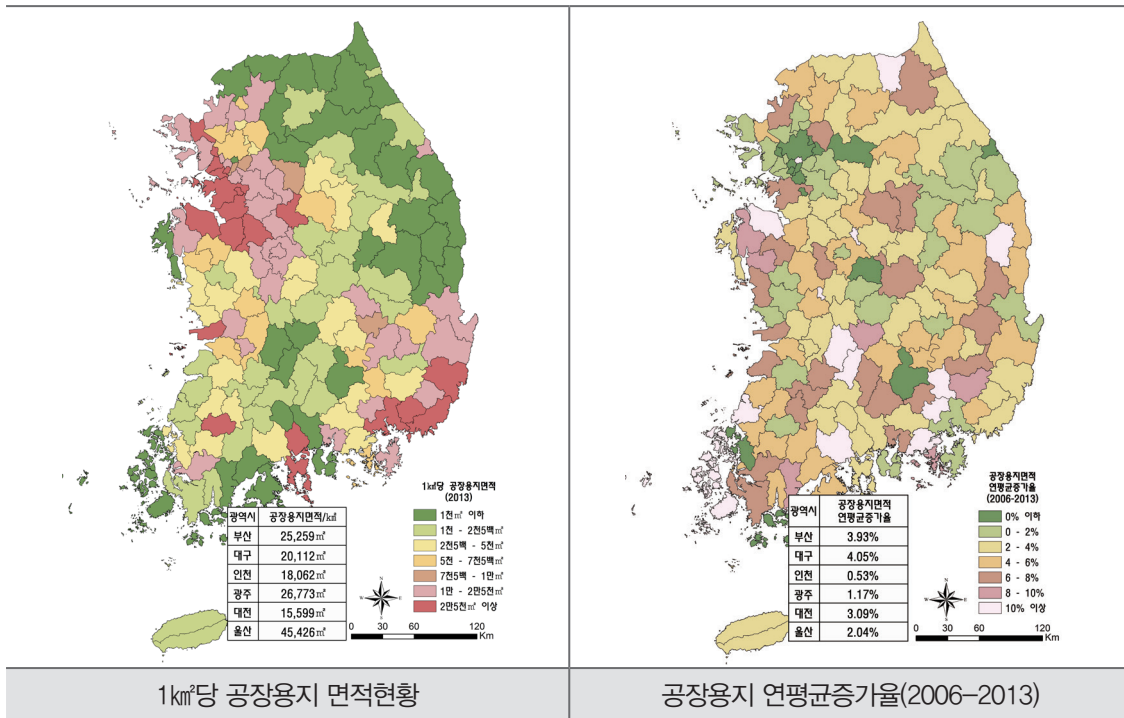 광역시 공장용지면적/㎢
부산 25,259㎡
대구 20,112㎡
인천 18,062㎡
광주 26,773㎡
대전 15,599㎡
울산 45,426㎡
1㎢당 공장용지면적
(2013)
1천㎡ 이하
1천 - 2천5백㎡
2천5백 - 5천㎡
5천 - 7천5백㎡
7천5백 - 1만㎡
1만 - 2만5천㎡
2만5천㎡ 이상
N
W E
S
0 30 60 120
Km
1㎢당 공장용지 면적현황
광역시 공장용지면적
연평균증가율
부산 3.93%
대구 4.05%
인천 0.53%
광주 1.17%
대전 3.09%
울산 2.04%
공장용지면적
연평균증가율
(2006-2013)
0% 이하
0 - 2%
2 - 4%
4 - 6%
6 - 8%
8 - 10%
10% 이상
N
W E
S
0 30 60 120
Km
공장용지 연평균증가율(2006-2013)